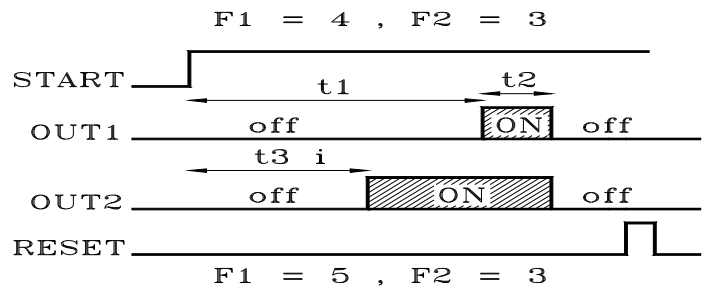 F1 = 4 , F2 = 3
START
t1 t2
OUT1 off ON off
t3 i
OUT2 off ON off
RESET
F1 = 5 , F2 = 3